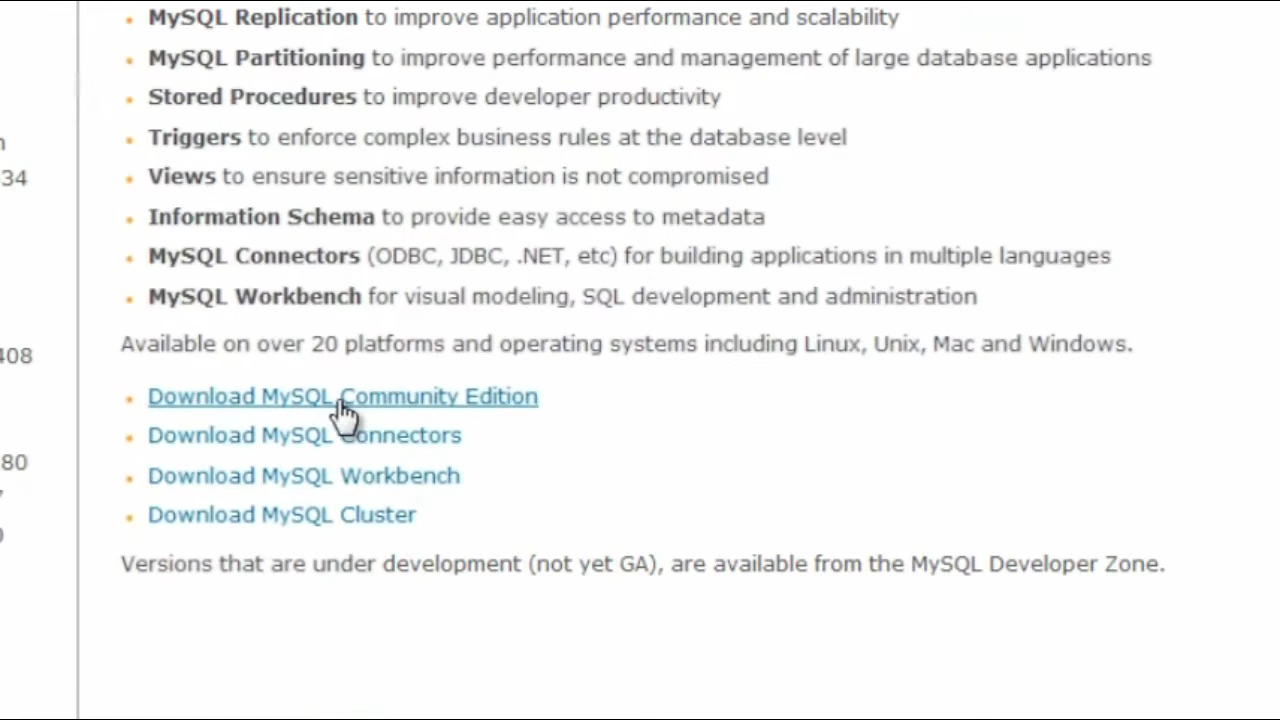 MySQL Replication to improve application performance and scalability
MySQL Partitioning to improve performance and management of large database applications
Stored Procedures to improve developer productivity
n
Triggers to enforce complex business rules at the database level
34
Views to ensure sensitive information is not compromised
Information Schema to provide easy access to metadata
MySQL Connectors (ODBC, JDBC, .NET, etc) for building applications in multiple languages
MySQL Workbench for visual modeling, SQL development and administration
408
Available on over 20 platforms and operating systems including Linux, Unix, Mac and Windows.
Download MySQL Community Edition
Download MySQL Connectors
80
Download MySQL Workbench
Download MySQL Cluster
Versions that are under development (not yet GA), are available from the MySQL Developer Zone.